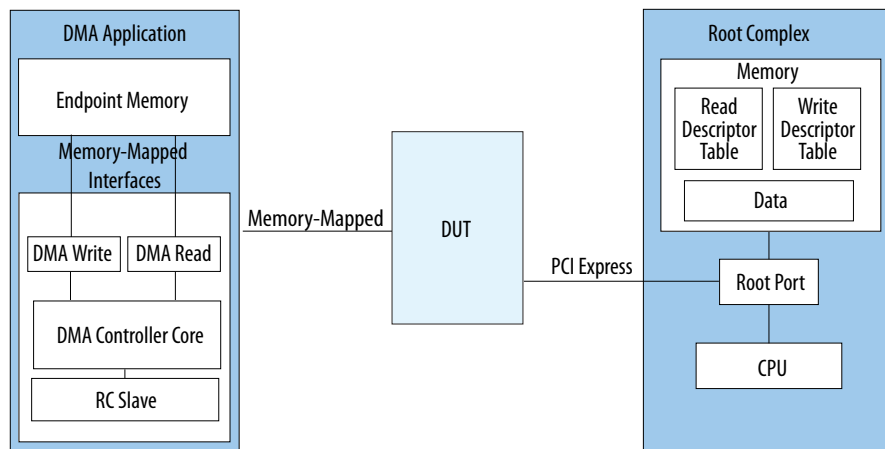 DMA Application
Endpoint Memory
Memory-Mapped
Interfaces
DMA Write
DMA Read
DMA Controller Core
RC Slave
Memory-Mapped
DUT
PCI Express
Root Complex
Memory
Read
Descriptor
Table
Write
Descriptor
Table
Data
Root Port
CPU